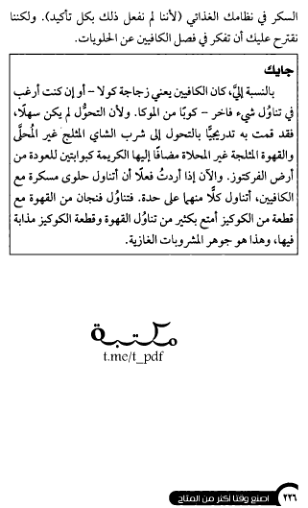 السكر في نظامك الغذائي (لأننا لم نفعل ذلك بكل تأكيد). ولكننا
نقترح عليك أن تفكر في فصل الكافيين عن الحلويات.
جايك
بالنسبة إليَّ، كان الكافيين يعني زجاجة كولا – أو إن كنت أرغب
في تناوُل شيء فاخر – كوبًا من الموكا. ولأن التحوُّل لم يكن سهلًا،
فقد قمت به تدريجيًّا بالتحول إلى شرب الشاي المثلج غير المُحلَّى
والقهوة المثلجة غير المحلاة مضافًا إليها الكريمة كبوابتين للعودة من
أرض الفركتوز. والآن إذا أردتُ فعلًا أن أتناول حلوى مسكرة مع
الكافيين، أتناول كلًّا منهما على حدة. فتناوُل فنجان من القهوة مع
قطعة من الكوكيز أمتع بكثير من تناوُل القهوة وقطعة الكوكيز مذابة
فيها، وهذا هو جوهر المشروبات الغازية.
مكتبة
t.me/t_pdf
٢٢٦ اصنع وقتا أكثر من المتاح